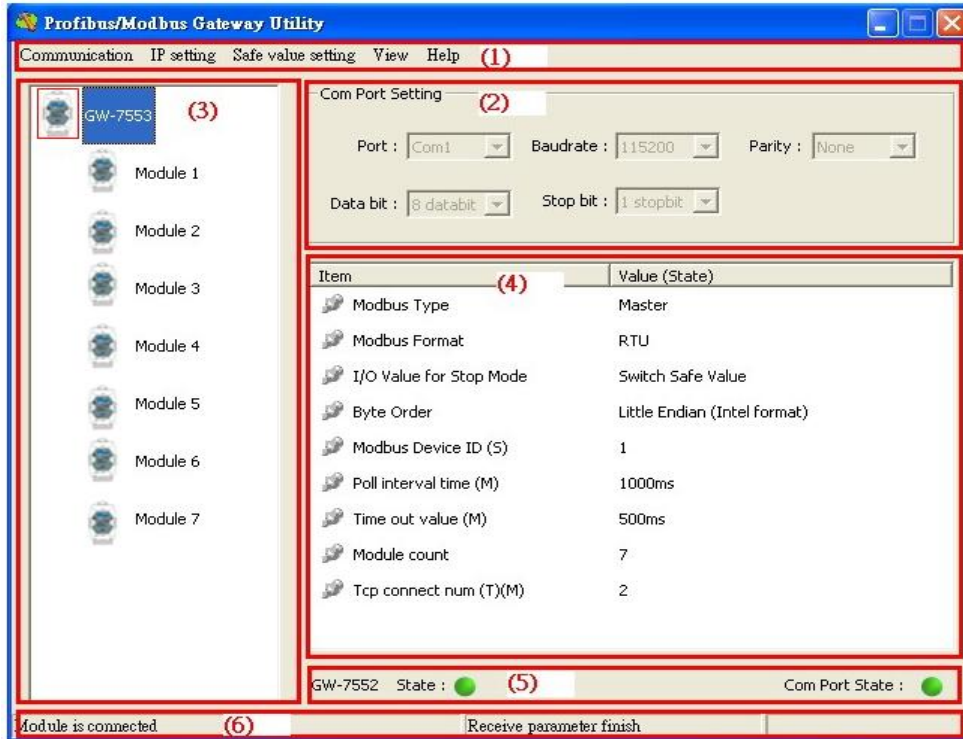 Profibus/Modbus Gateway Utility
Communication IP setting Safe value setting View Help (1)
GW-7553 (3)
Module 1
Module 2
Module 3
Module 4
Module 5
Module 6
Module 7
Com Port Setting (2)
Port : Com1 Baudrate : 115200 Parity : None
Data bit : 8 databit Stop bit : 1 stopbit
Item (4) Value (State)
Modbus Type Master
Modbus Format RTU
I/O Value for Stop Mode Switch Safe Value
Byte Order Little Endian (Intel format)
Modbus Device ID (S) 1
Poll interval time (M) 1000ms
Time out value (M) 500ms
Module count 7
Tcp connect num (T)(M) 2
GW-7552 State : (5) Com Port State :
Module is connected (6) Receive parameter finish